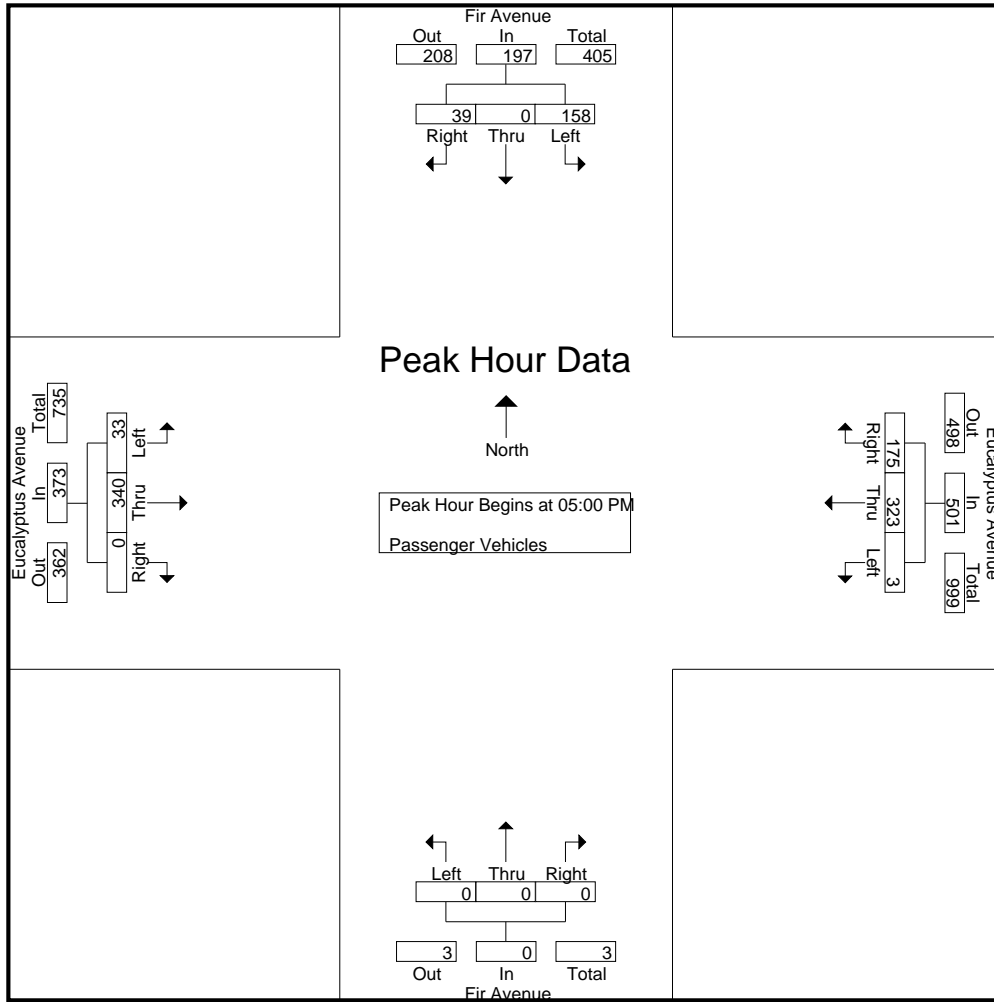 Fir Avenue
Out In Total
208 197 405
39 0 158
Right Thru Left
Peak Hour Data
North
Peak Hour Begins at 05:00 PM
Passenger Vehicles
Eucalyptus Avenue
Total In Out
735 373 362
33 340 0
Left Thru Right
Eucalyptus Avenue
Out In Total
498 501 999
175 323 3
Right Thru Left
Left Thru Right
0 0 0
3 0 3
Out In Total
Fir Avenue